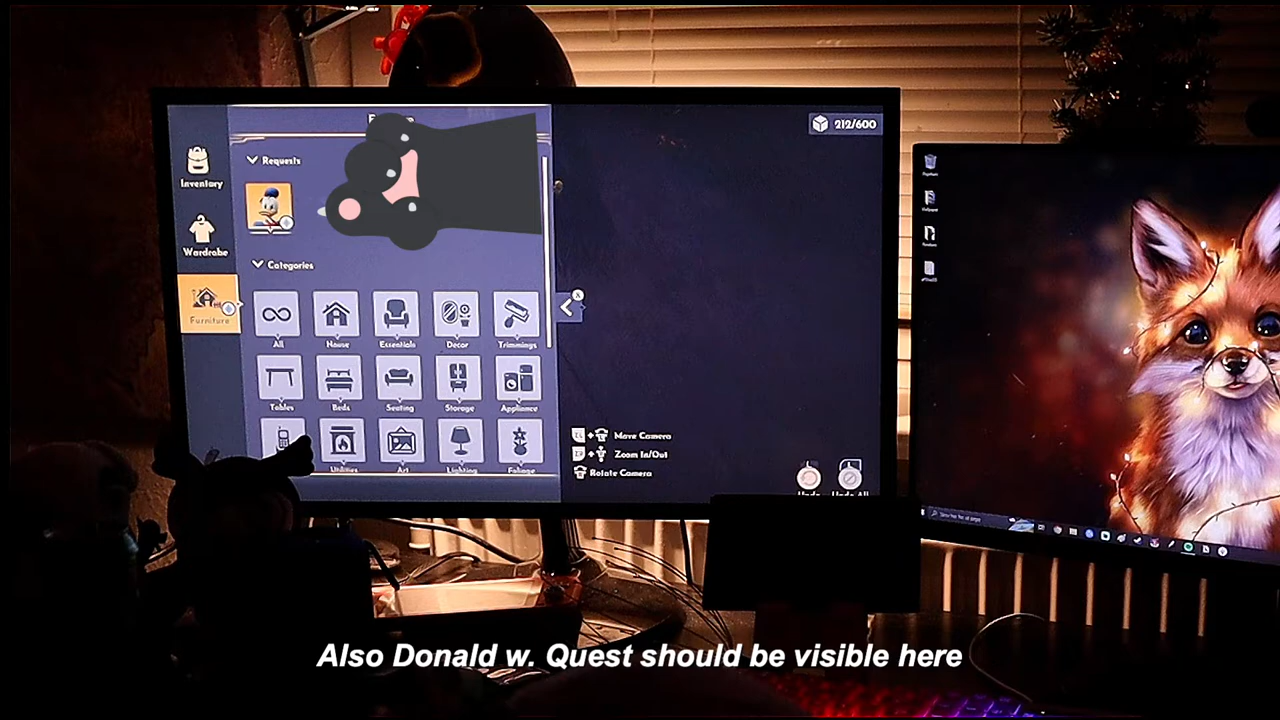 212/600
Inventory
Wardrobe
Furniture
Requests
Categories
All
House
Essentials
Decor
Trimmings
Tables
Beds
Seating
Storage
Appliance
Utilities
Art
Lighting
Foliage
Move Camera
Zoom In/Out
Rotate Camera
Undo
Undo All
Also Donald w. Quest should be visible here